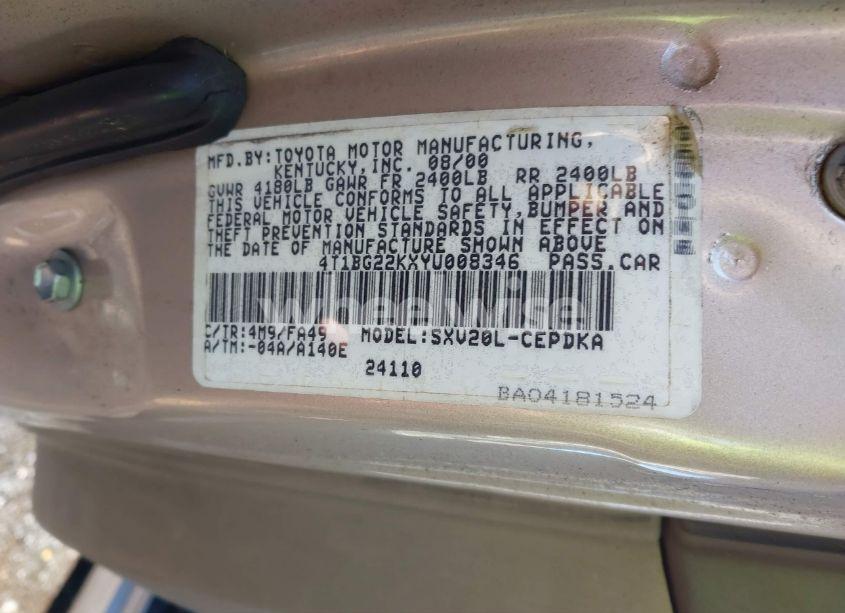 MFD.BY:TOYOTA MOTOR MANUFACTURING,
KENTUCKY,INC. 08/00
GVWR 4180LB GAWR FR 2400LB RR 2400LB
THIS VEHICLE CONFORMS TO ALL APPLICABLE
FEDERAL MOTOR VEHICLE SAFETY,BUMPER AND
THEFT PREVENTION STANDARDS IN EFFECT ON
THE DATE OF MANUFACTURE SHOWN ABOVE
4T1BG22KXYU008346 PASS.CAR
wheelwise
C/TR:4M9/FA49 MODEL:SXV20L-CEPDKA
A/TM:-04A/A140E
24110
BA04181524